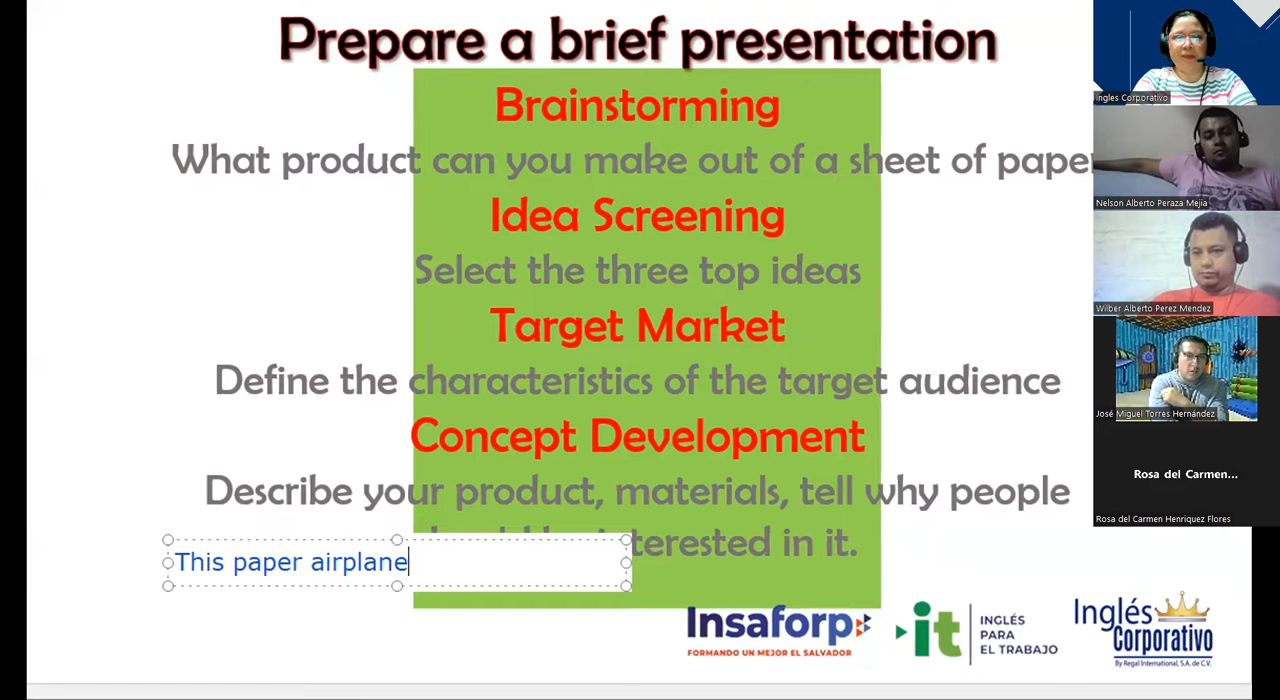 Prepare a brief presentation
Brainstorming
What product can you make out of a sheet of paper
Idea Screening
Select the three top ideas
Target Market
Define the characteristics of the target audience
Concept Development
Describe your product, materials, tell why people
terested in it.
This paper airplane
Insaforp
FORMANDO UN MEJOR EL SALVADOR
it
INGLÉS
PARA
EL TRABAJO
Inglés
Corporativo
By Regal International, S.A. de C.V.
Ingles Corporativo
Nelson Alberto Peraza Mejia
Wilber Alberto Perez Mendez
José Miguel Torres Hernández
Rosa del Carmen...
Rosa del Carmen Henriquez Flores